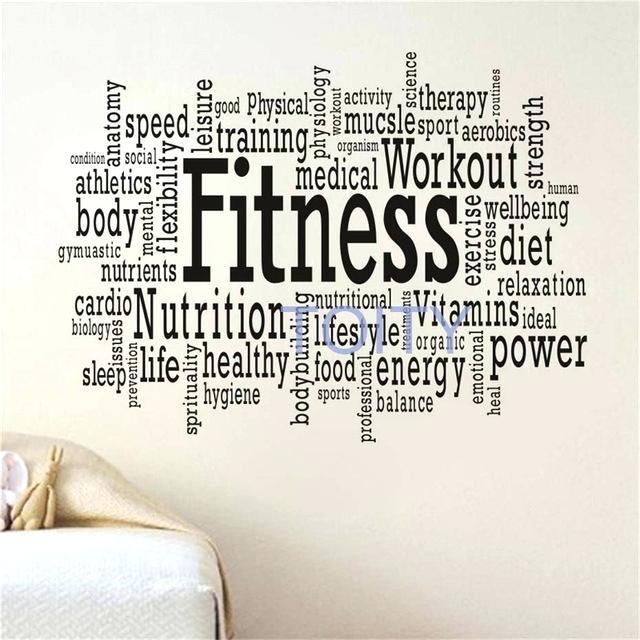 anatomy
speed
leisure
good
Physical
physiology
workout
activity
science
therapy
routines
condition
social
flexibility
training
organism
mucsle
sport
aerobics
strength
athletics
medical
Workout
human
body
mental
Fitness
exercise
wellbeing
stress
diet
gymuastic
nutrients
relaxation
cardio
Nutrition
bodybuilding
nutritional
treatments
Vitamins
ideal
biology
issues
TOITY
lifestyle
organic
power
sleep
prevention
life
sprituality
healthy
food
energy
emotional
heal
hygiene
sports
professional
balance